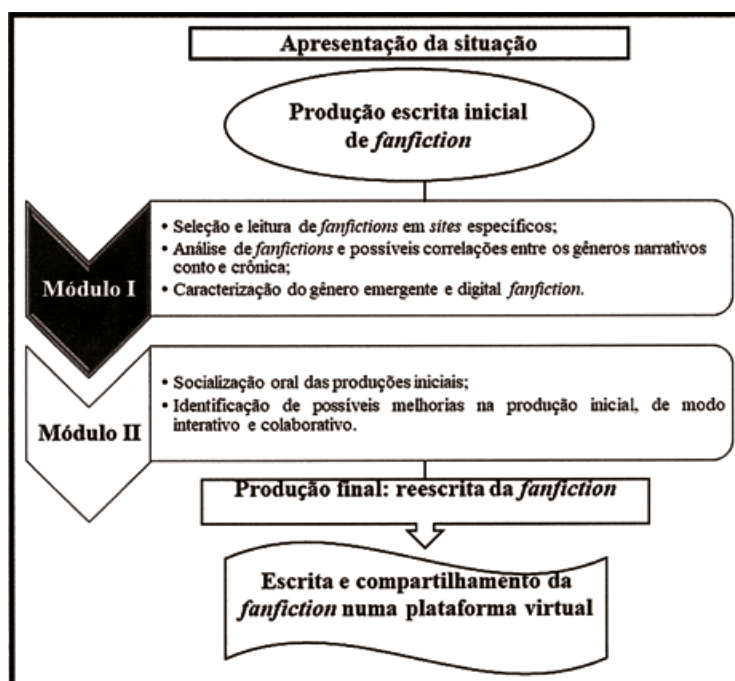 Apresentação da situação
Produção escrita inicial
de fanfiction
Módulo I
• Seleção e leitura de fanfictions em sites específicos;
• Análise de fanfictions e possíveis correlações entre os gêneros narrativos
conto e crônica;
• Caracterização do gênero emergente e digital fanfiction.
Módulo II
• Socialização oral das produções iniciais;
• Identificação de possíveis melhorias na produção inicial, de modo
interativo e colaborativo.
Produção final: reescrita da fanfiction
Escrita e compartilhamento da
fanfiction numa plataforma virtual